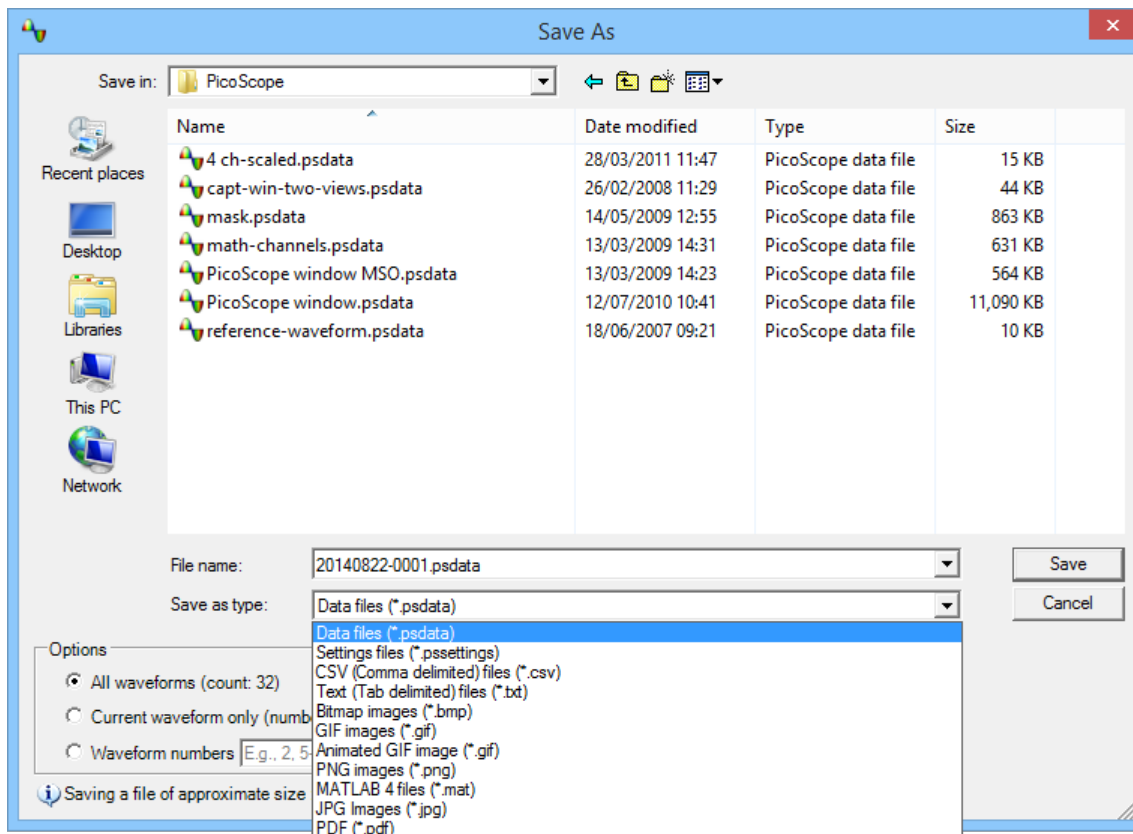 Save As
Save in: PicoScope
Name Date modified Type Size
4 ch-scaled.psdata 28/03/2011 11:47 PicoScope data file 15 KB
capt-win-two-views.psdata 26/02/2008 11:29 PicoScope data file 44 KB
mask.psdata 14/05/2009 12:55 PicoScope data file 863 KB
math-channels.psdata 13/03/2009 14:31 PicoScope data file 631 KB
PicoScope window MSO.psdata 13/03/2009 14:23 PicoScope data file 564 KB
PicoScope window.psdata 12/07/2010 10:41 PicoScope data file 11,090 KB
reference-waveform.psdata 18/06/2007 09:21 PicoScope data file 10 KB
Recent places
Desktop
Libraries
This PC
Network
File name: 20140822-0001.psdata Save
Save as type: Data files (*.psdata) Cancel
Data files (*.psdata)
Settings files (*.pssettings)
CSV (Comma delimited) files (*.csv)
Text (Tab delimited) files (*.txt)
Bitmap images (*.bmp)
GIF images (*.gif)
Animated GIF image (*.gif)
PNG images (*.png)
MATLAB 4 files (*.mat)
JPG Images (*.jpg)
PDF (*.pdf)
Options
All waveforms (count: 32)
Current waveform only (numb
Waveform numbers E.g., 2, 5-
Saving a file of approximate size